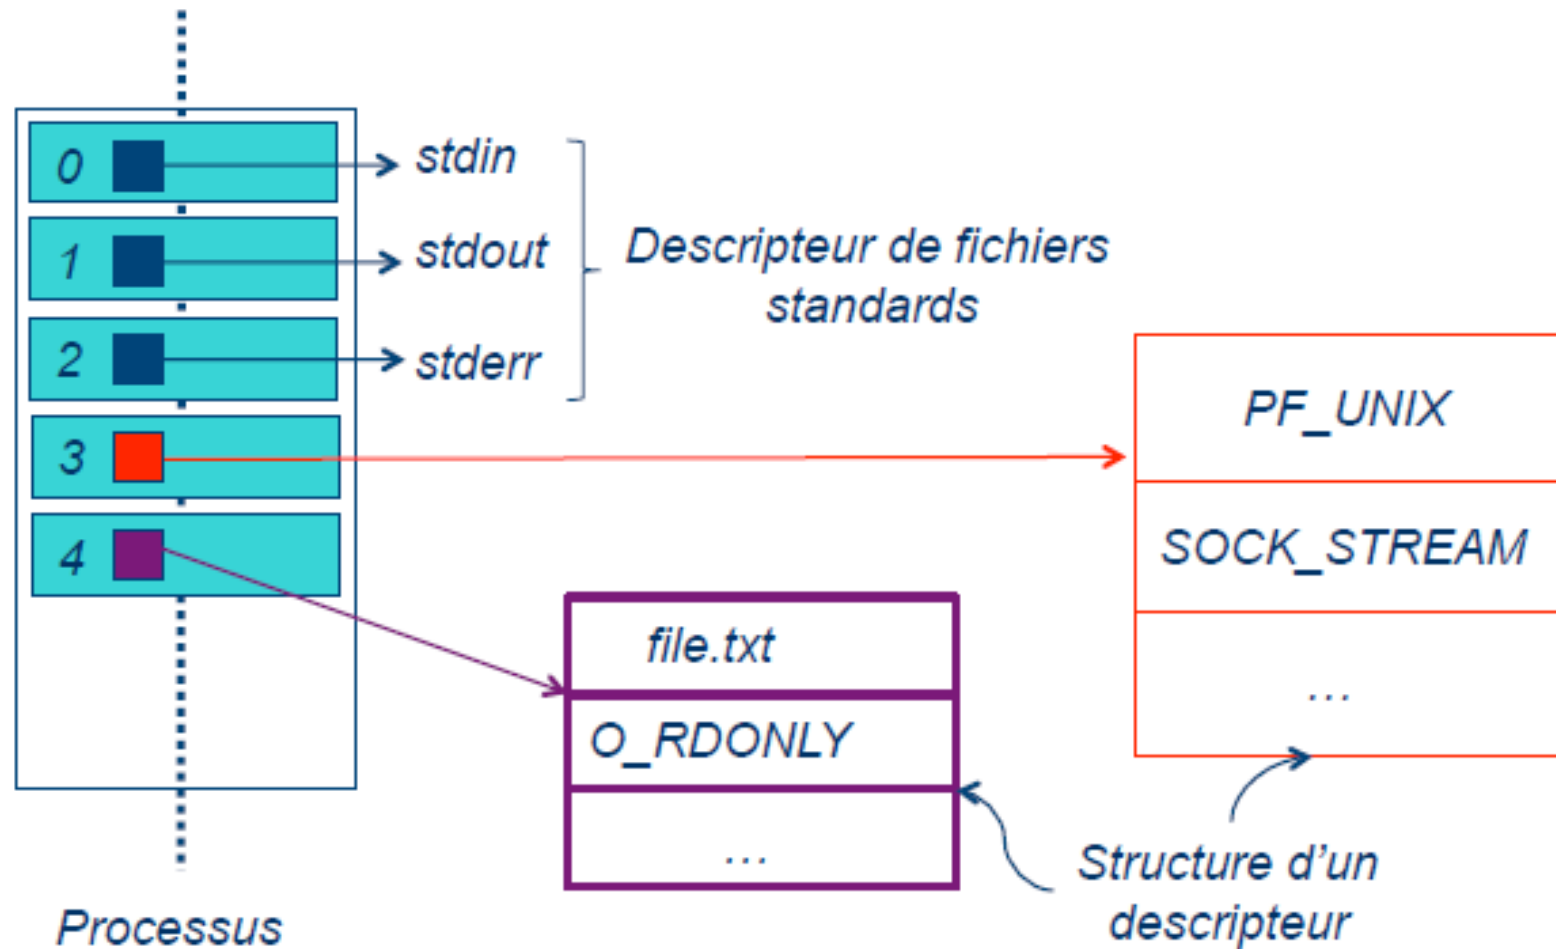 0
stdin
1
stdout
2
stderr
Descripteur de fichiers
standards
3
4
PF_UNIX
SOCK_STREAM
...
file.txt
O_RDONLY
...
Structure d'un
descripteur
Processus